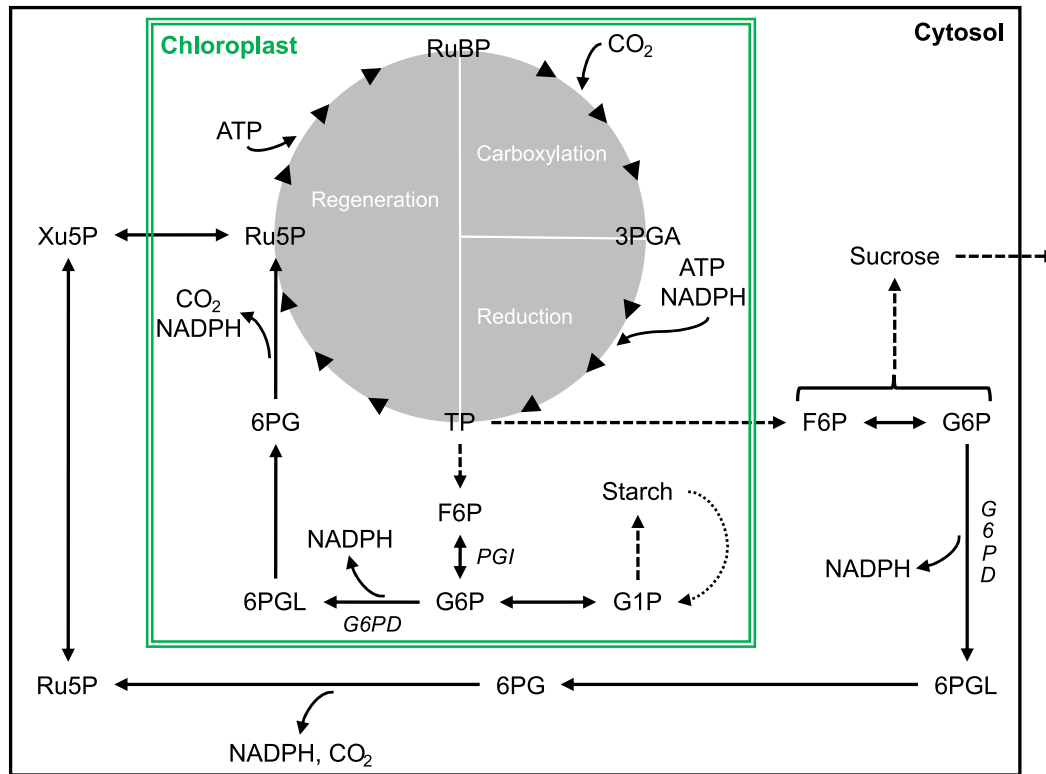 Chloroplast
Cytosol
RuBP
CO₂
ATP
Carboxylation
Regeneration
Xu5P
Ru5P
3PGA
Sucrose
ATP
NADPH
CO₂
NADPH
Reduction
6PG
TP
F6P
G6P
Starch
F6P
NADPH
PGI
G
6
P
D
NADPH
6PGL
G6PD
G6P
G1P
Ru5P
6PG
6PGL
NADPH, CO₂